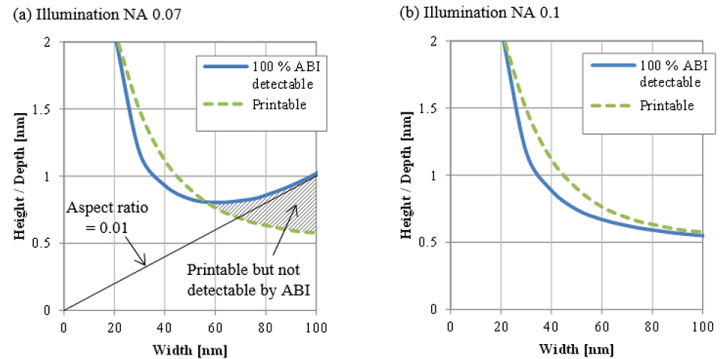 (a) Illumination NA 0.07
2
1.5
1
0.5
0
Height / Depth [nm]
100 % ABI
detectable
Printable
Aspect ratio
= 0.01
Printable but not
detectable by ABI
0 20 40 60 80 100
Width [nm]
(b) Illumination NA 0.1
2
1.5
1
0.5
0
Height / Depth [nm]
100 % ABI
detectable
Printable
0 20 40 60 80 100
Width [nm]